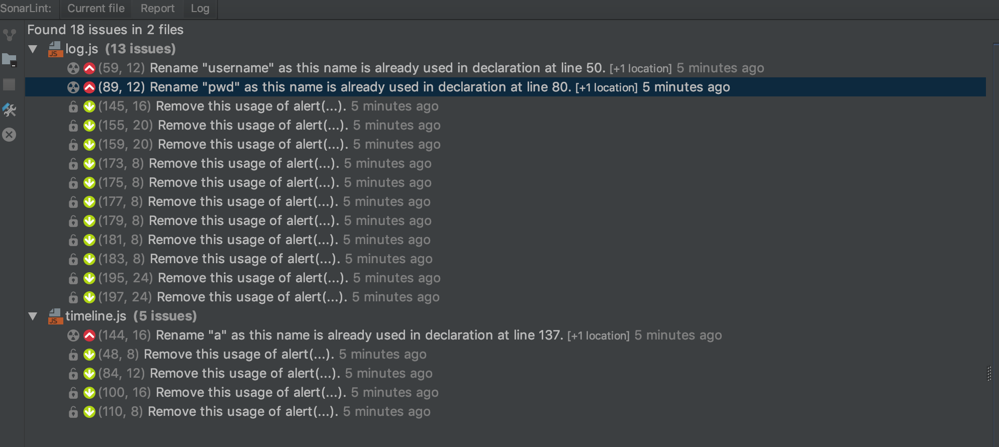 SonarLint: Current file Report Log
Found 18 issues in 2 files
JS log.js (13 issues)
(59, 12) Rename "username" as this name is already used in declaration at line 50. [+1 location] 5 minutes ago
(89, 12) Rename "pwd" as this name is already used in declaration at line 80. [+1 location] 5 minutes ago
(145, 16) Remove this usage of alert(...). 5 minutes ago
(155, 20) Remove this usage of alert(...). 5 minutes ago
(159, 20) Remove this usage of alert(...). 5 minutes ago
(173, 8) Remove this usage of alert(...). 5 minutes ago
(175, 8) Remove this usage of alert(...). 5 minutes ago
(177, 8) Remove this usage of alert(...). 5 minutes ago
(179, 8) Remove this usage of alert(...). 5 minutes ago
(181, 8) Remove this usage of alert(...). 5 minutes ago
(183, 8) Remove this usage of alert(...). 5 minutes ago
(195, 24) Remove this usage of alert(...). 5 minutes ago
(197, 24) Remove this usage of alert(...). 5 minutes ago
JS timeline.js (5 issues)
(144, 16) Rename "a" as this name is already used in declaration at line 137. [+1 location] 5 minutes ago
(48, 8) Remove this usage of alert(...). 5 minutes ago
(84, 12) Remove this usage of alert(...). 5 minutes ago
(100, 16) Remove this usage of alert(...). 5 minutes ago
(110, 8) Remove this usage of alert(...). 5 minutes ago